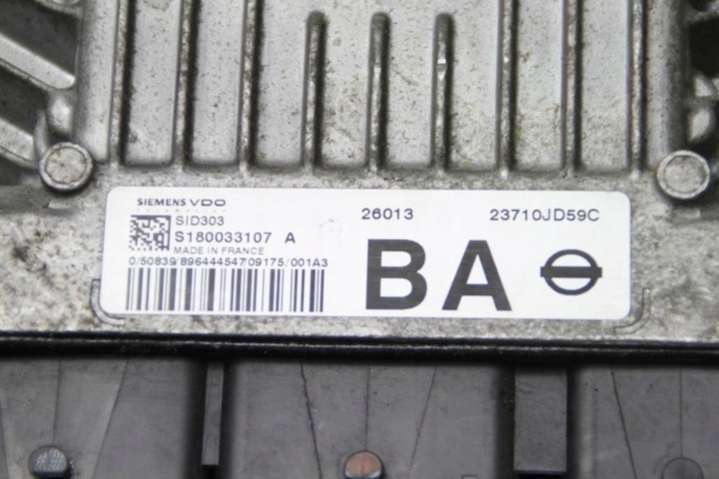 SIEMENS VDO
SID303
S180033107 A
MADE IN FRANCE
0/50839/896444547/09175/001A3
26013
23710JD59C
BA